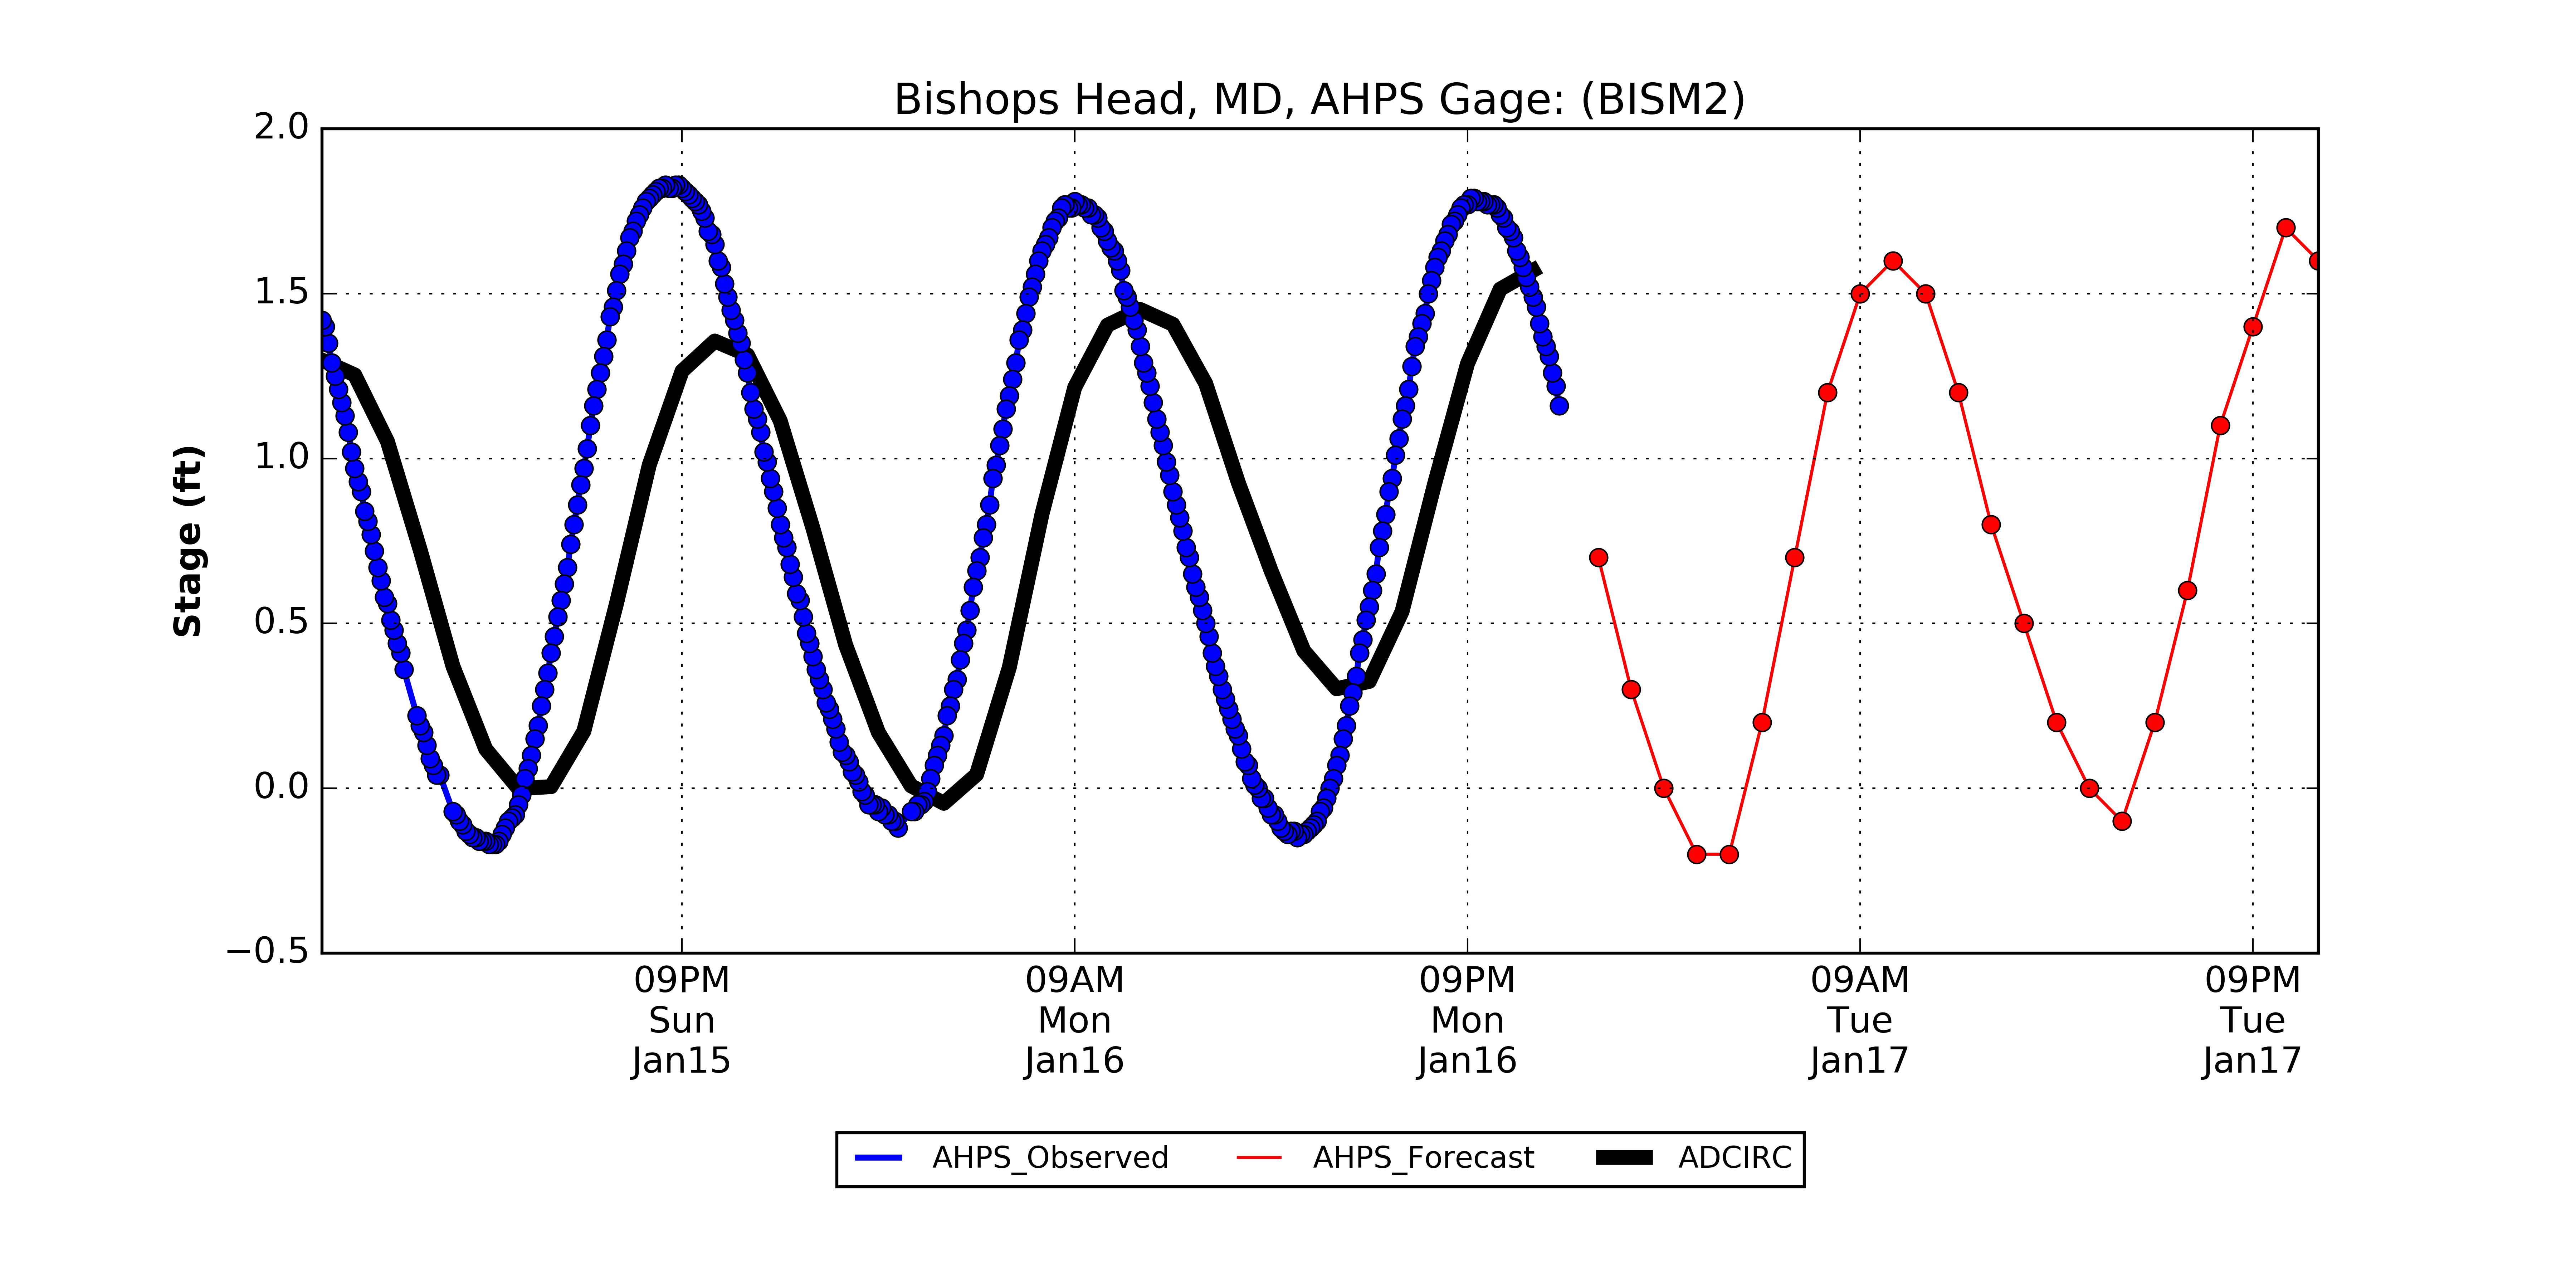 Bishops Head, MD, AHPS Gage: (BISM2)
2.0
1.5
1.0
0.5
0.0
−0.5
Stage (ft)
09PM 09AM 09PM 09AM 09PM
Sun Mon Mon Tue Tue
Jan15 Jan16 Jan16 Jan17 Jan17
AHPS_Observed AHPS_Forecast ADCIRC